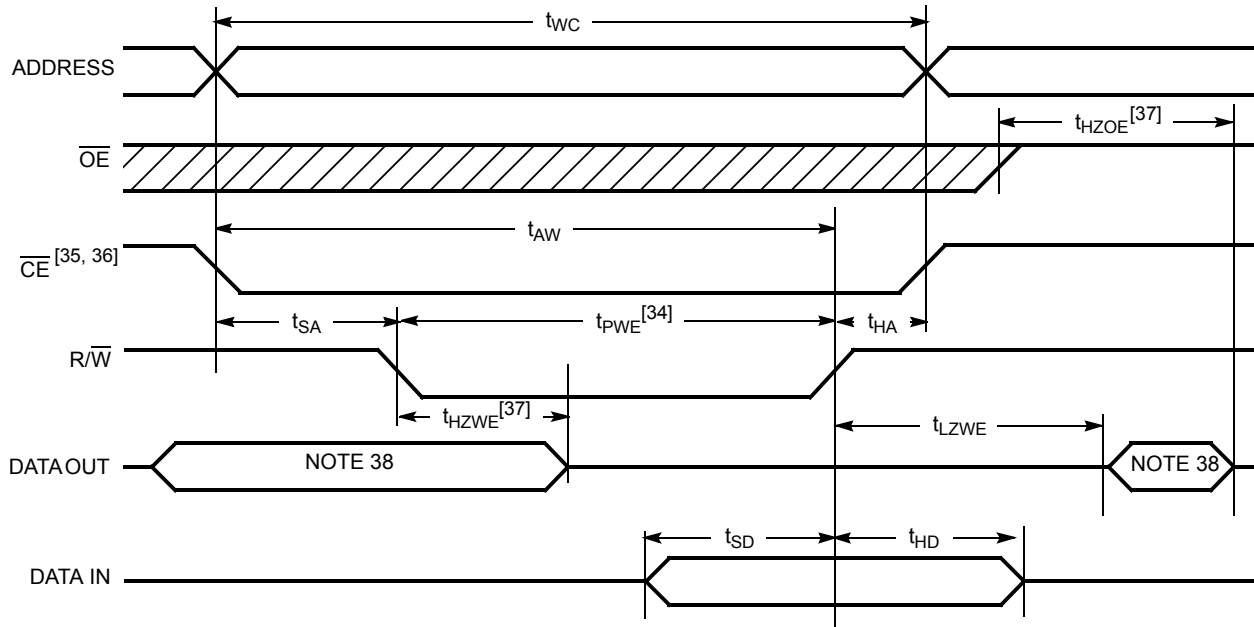 tWC
ADDRESS
tHZOE[37]
OE
tAW
CE [35, 36]
tSA
tPWE[34]
tHA
R/W
tHZWE[37]
tLZWE
DATA OUT
NOTE 38
NOTE 38
tSD
tHD
DATA IN